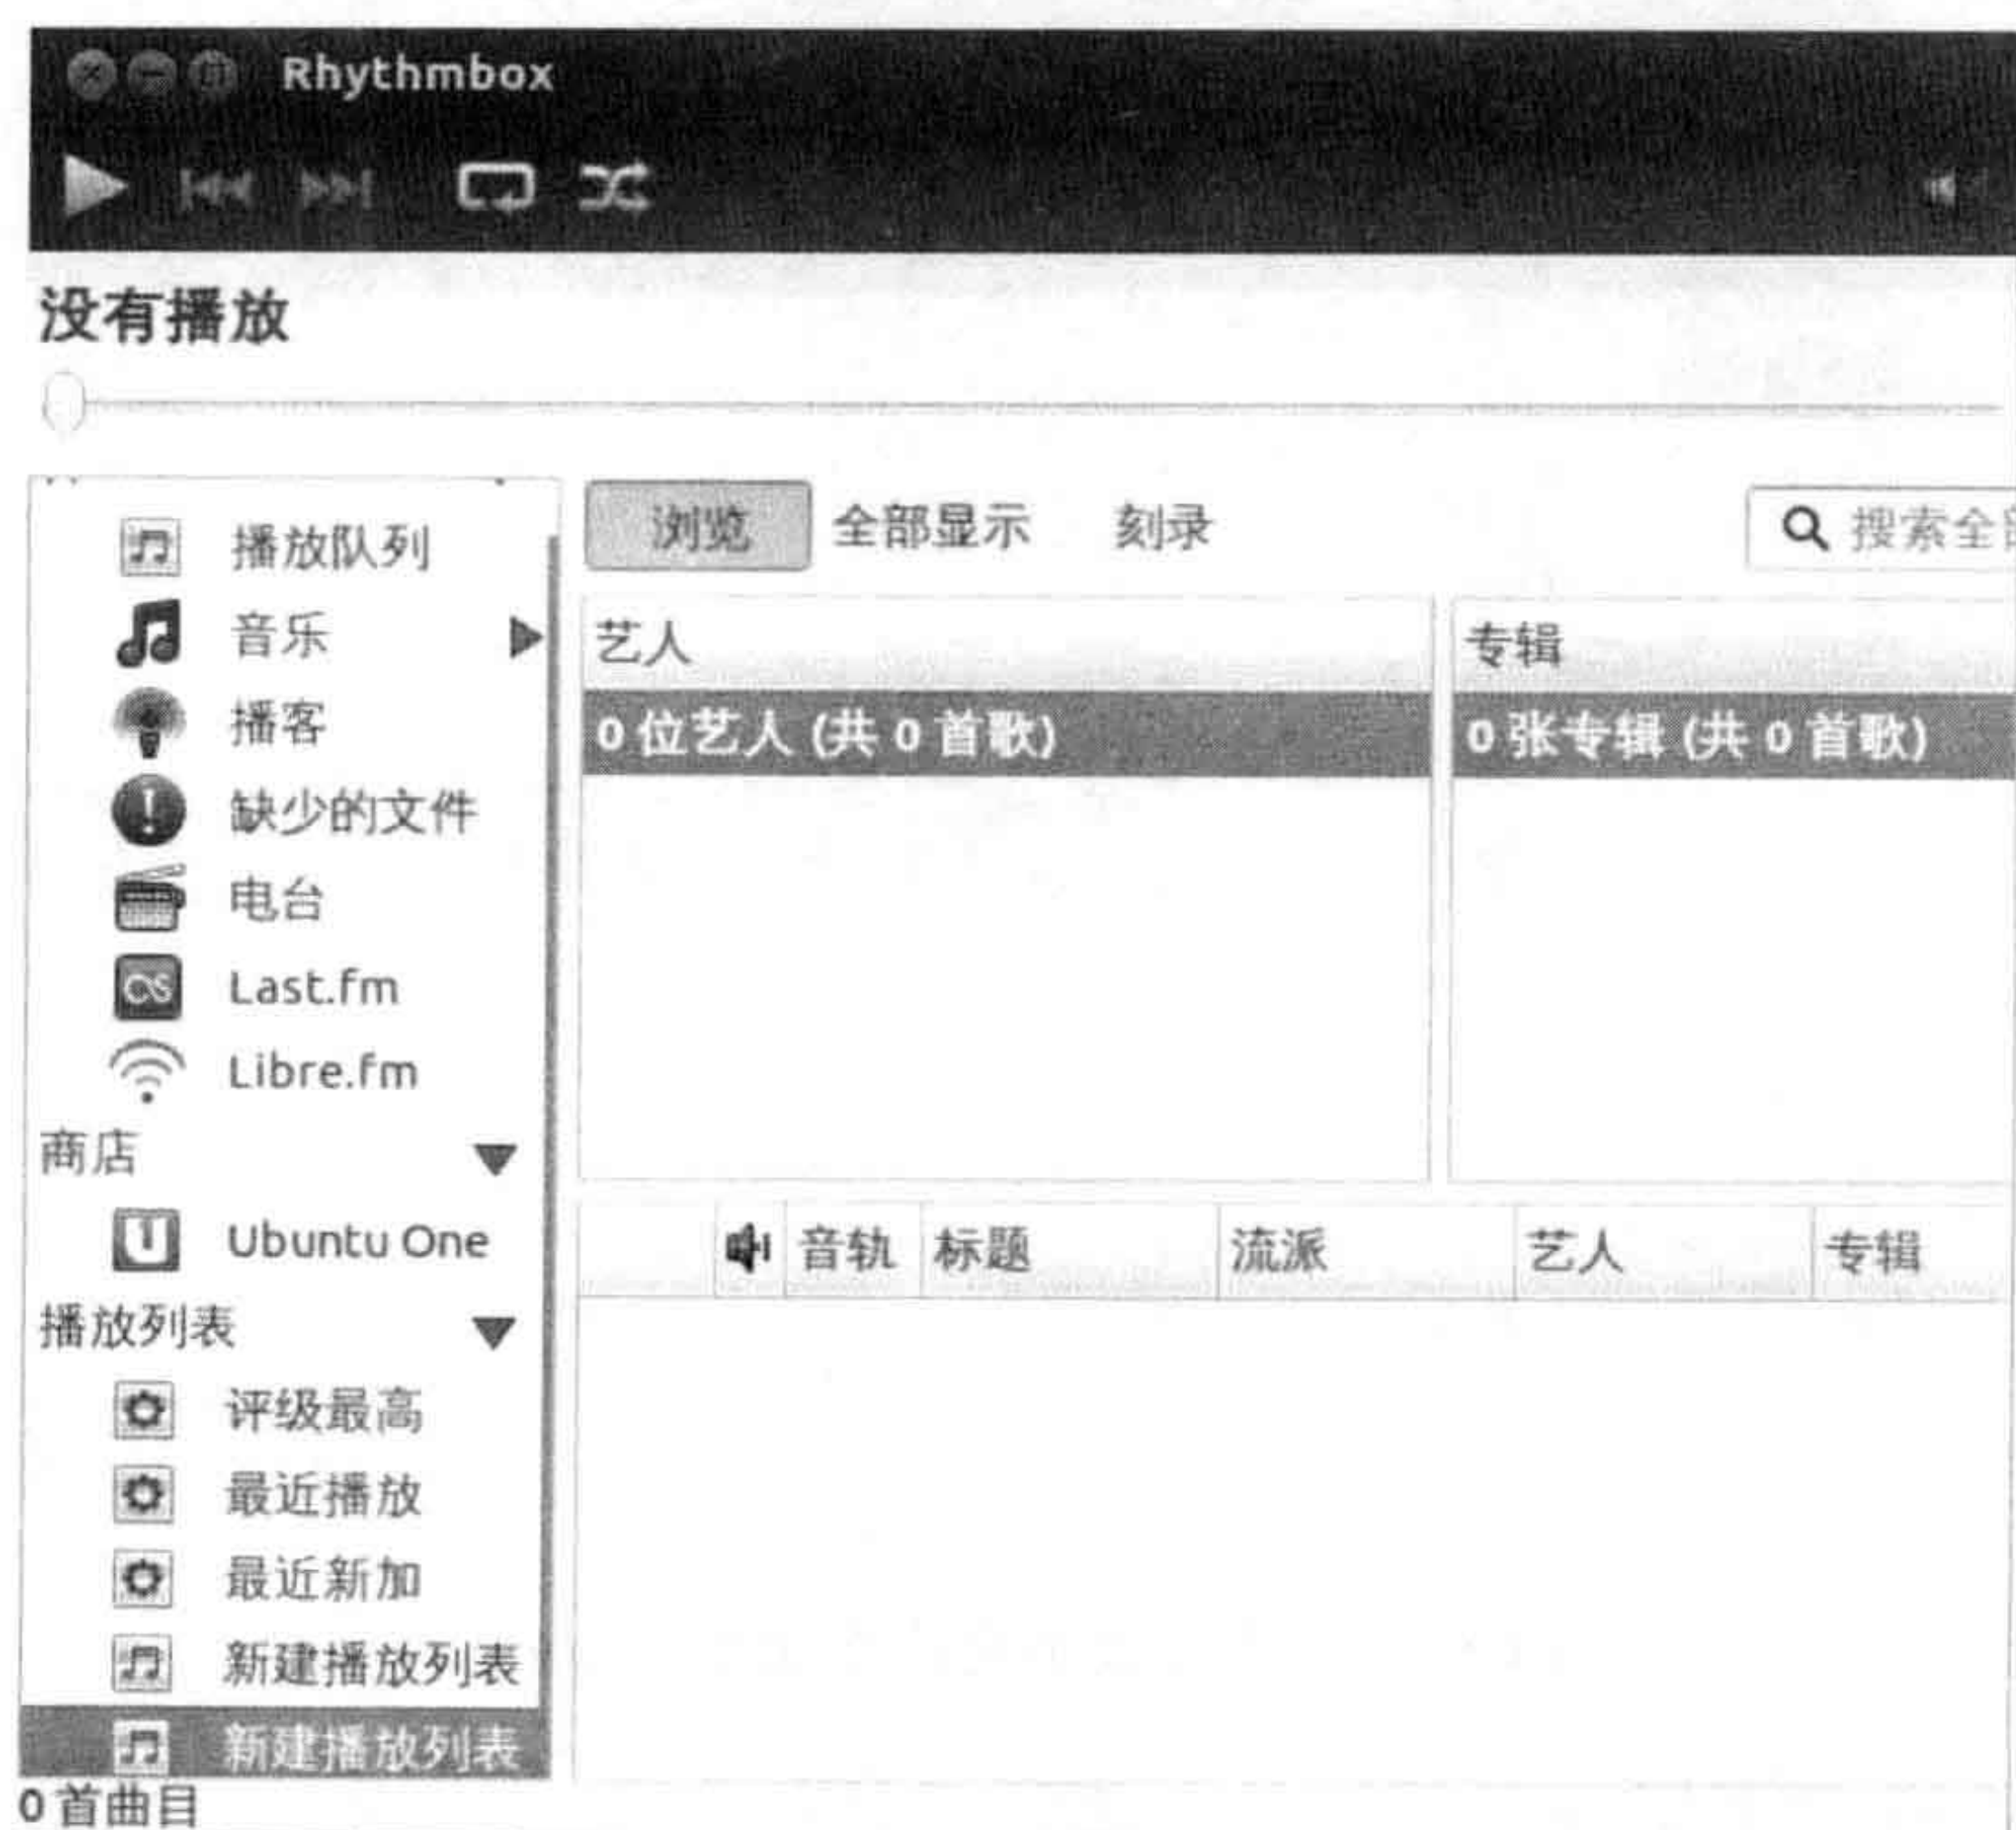 Rhythmbox
没有播放
播放队列
音乐
播客
缺少的文件
电台
Last.fm
Libre.fm
商店
Ubuntu One
播放列表
评级最高
最近播放
最近新加
新建播放列表
新建播放列表
0 首曲目
浏览 全部显示 刻录
搜索全
艺人
0 位艺人 (共 0 首歌)
专辑
0 张专辑 (共 0 首歌)
音轨 标题 流派 艺人 专辑